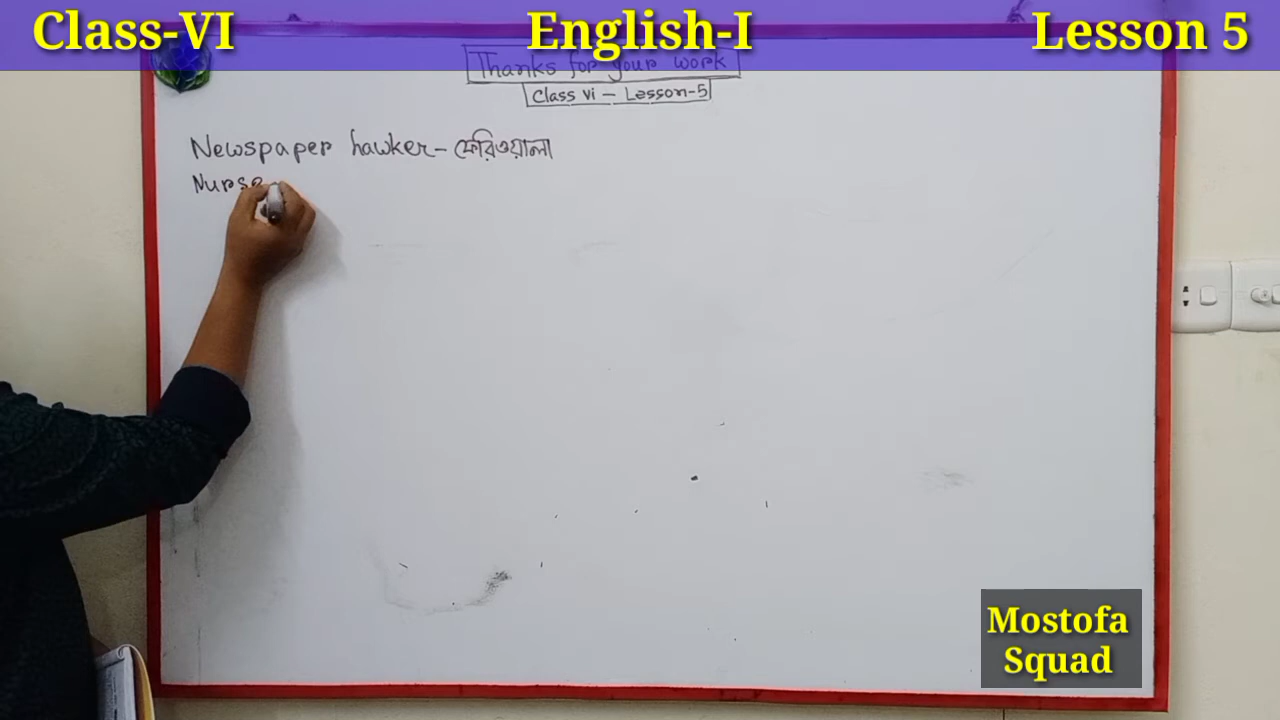 Class-VI English-I Lesson 5
Thanks for your work
Class vi – Lesson-5
Newspaper hawker – ফেরিওয়ালা
Nurse
Mostofa
Squad